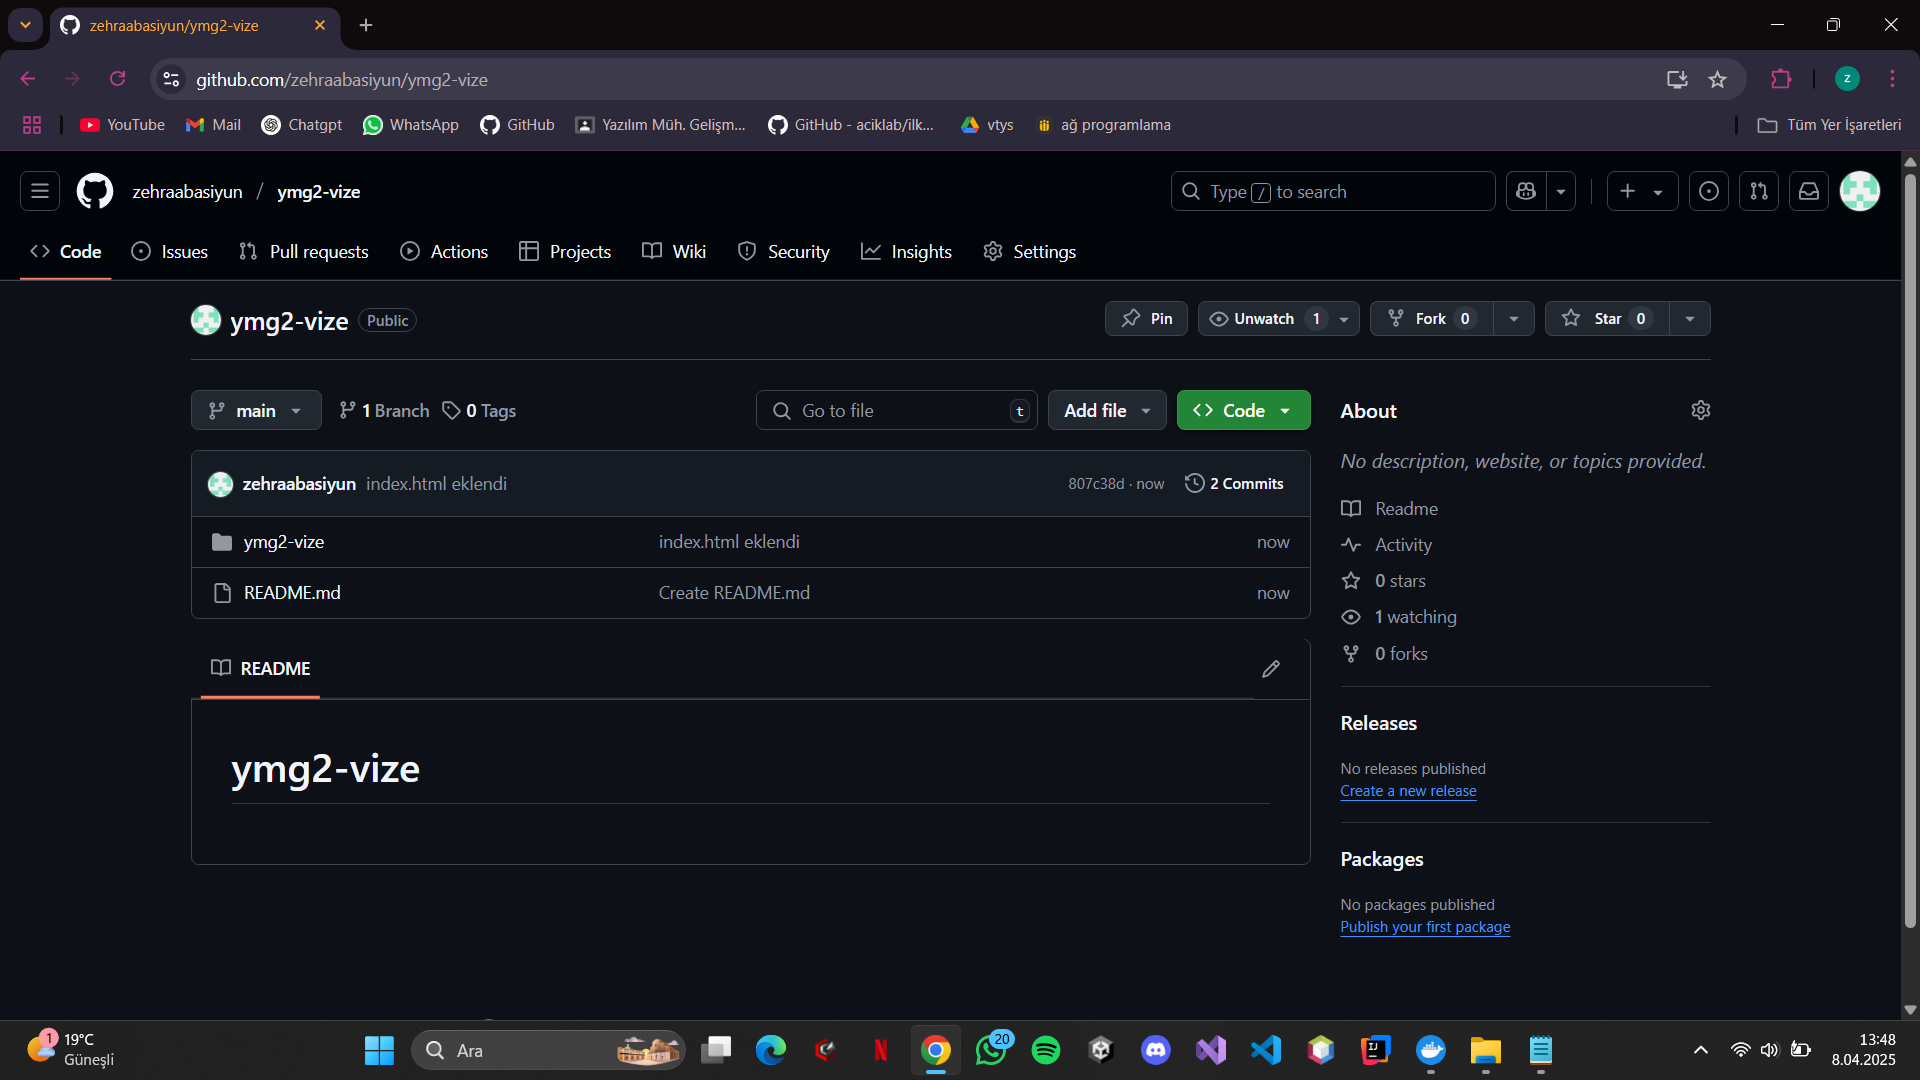 zehraabasiyun/ymg2-vize
github.com/zehraabasiyun/ymg2-vize
z
YouTube
Mail
Chatgpt
WhatsApp
GitHub
Yazılım Müh. Gelişm...
GitHub - aciklab/ilk...
vtys
ağ programlama
Tüm Yer İşaretleri
zehraabasiyun / ymg2-vize
Type / to search
Code
Issues
Pull requests
Actions
Projects
Wiki
Security
Insights
Settings
ymg2-vize Public
Pin
Unwatch 1
Fork 0
Star 0
main
1 Branch
0 Tags
Go to file
t
Add file
Code
zehraabasiyun index.html eklendi
807c38d · now
2 Commits
ymg2-vize
index.html eklendi
now
README.md
Create README.md
now
README
ymg2-vize
About
No description, website, or topics provided.
Readme
Activity
0 stars
1 watching
0 forks
Releases
No releases published
Create a new release
Packages
No packages published
Publish your first package
1
19°C
Güneşli
Ara
N
20
IJ
13:48
8.04.2025